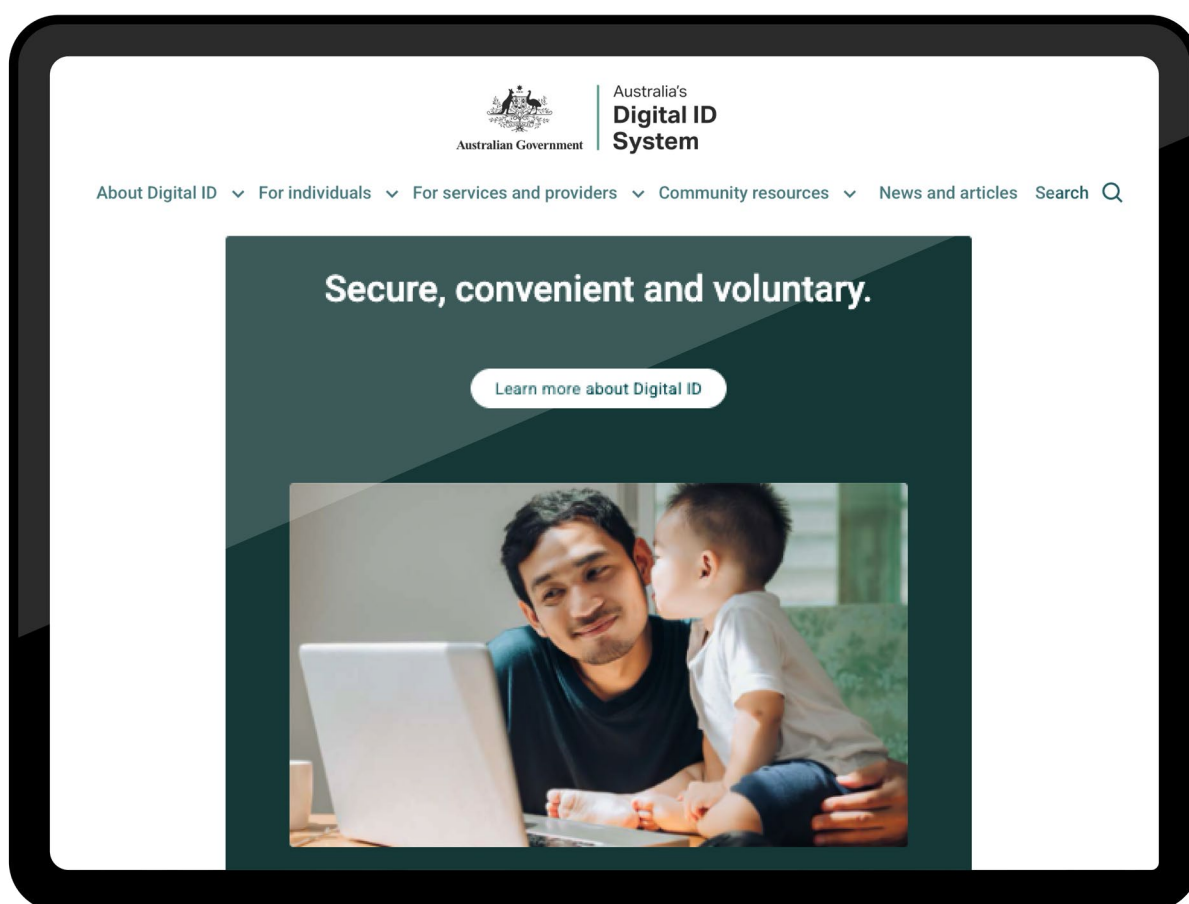 Australian Government
Australia's
Digital ID
System
About Digital ID
For individuals
For services and providers
Community resources
News and articles
Search
Secure, convenient and voluntary.
Learn more about Digital ID